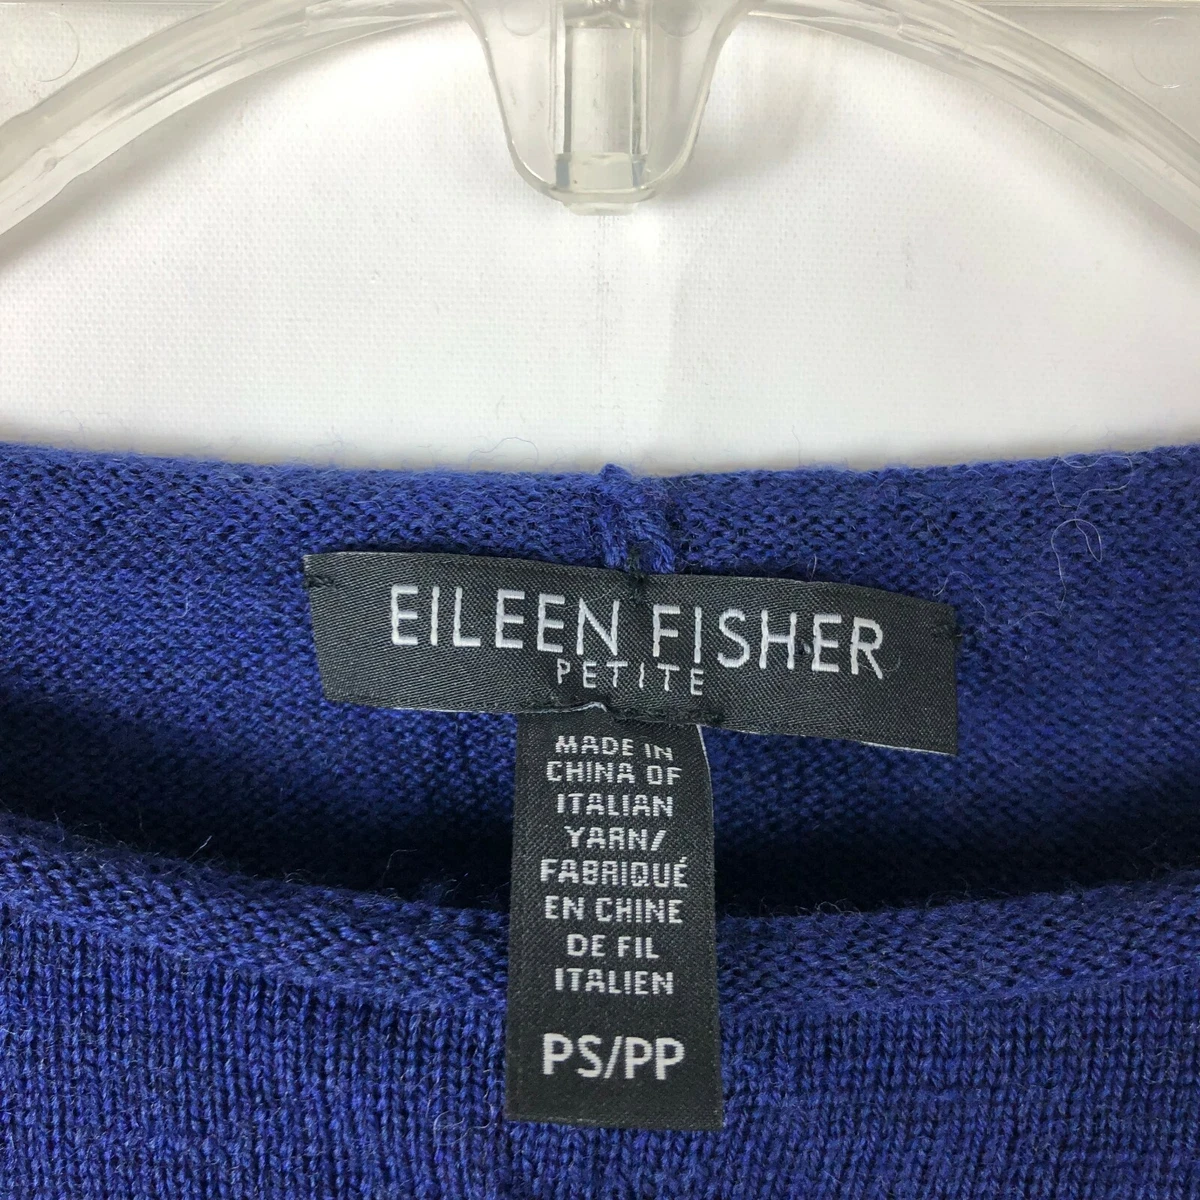 EILEEN FISHER
PETITE
MADE IN
CHINA OF
ITALIAN
YARN/
FABRIQUÉ
EN CHINE
DE FIL
ITALIEN
PS/PP